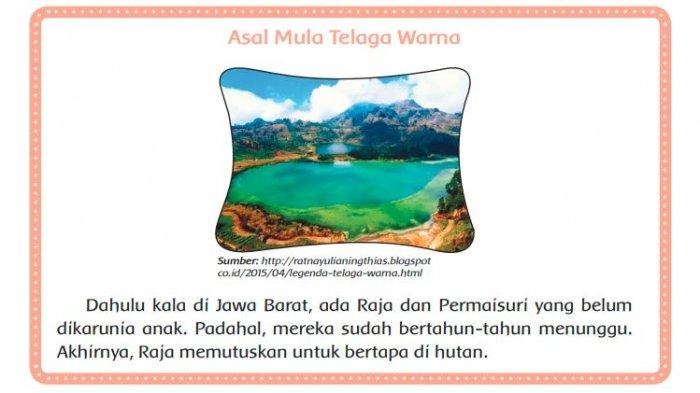 Asal Mula Telaga Warna
Sumber: http://ratnayulianingthias.blogspot
co.id/2015/04/legenda-telaga-warna.html
Dahulu kala di Jawa Barat, ada Raja dan Permaisuri yang belum
dikarunia anak. Padahal, mereka sudah bertahun-tahun menunggu.
Akhirnya, Raja memutuskan untuk bertapa di hutan.